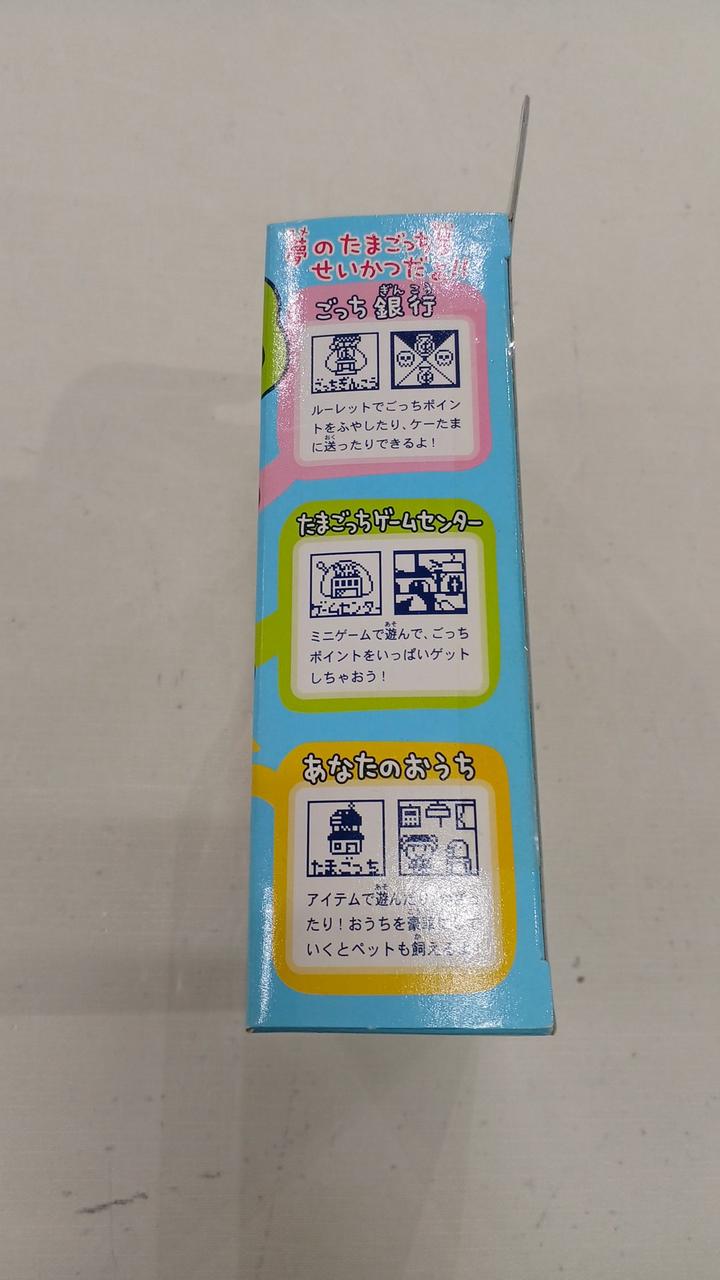 夢のたまごっち
せいかつだよ!!
ごっち銀行
ごっちぎんこう
ルーレットでごっちポイン
トをふやしたり、ケーたま
に送ったりできるよ!
たまごっちゲームセンター
ゲームセンター
ミニゲームで遊んで、ごっち
ポイントをいっぱいゲット
しちゃおう!
あなたのおうち
たまごっち
アイテムで遊んだり
たり!おうちを豪華にして
いくとペットも飼えるよ